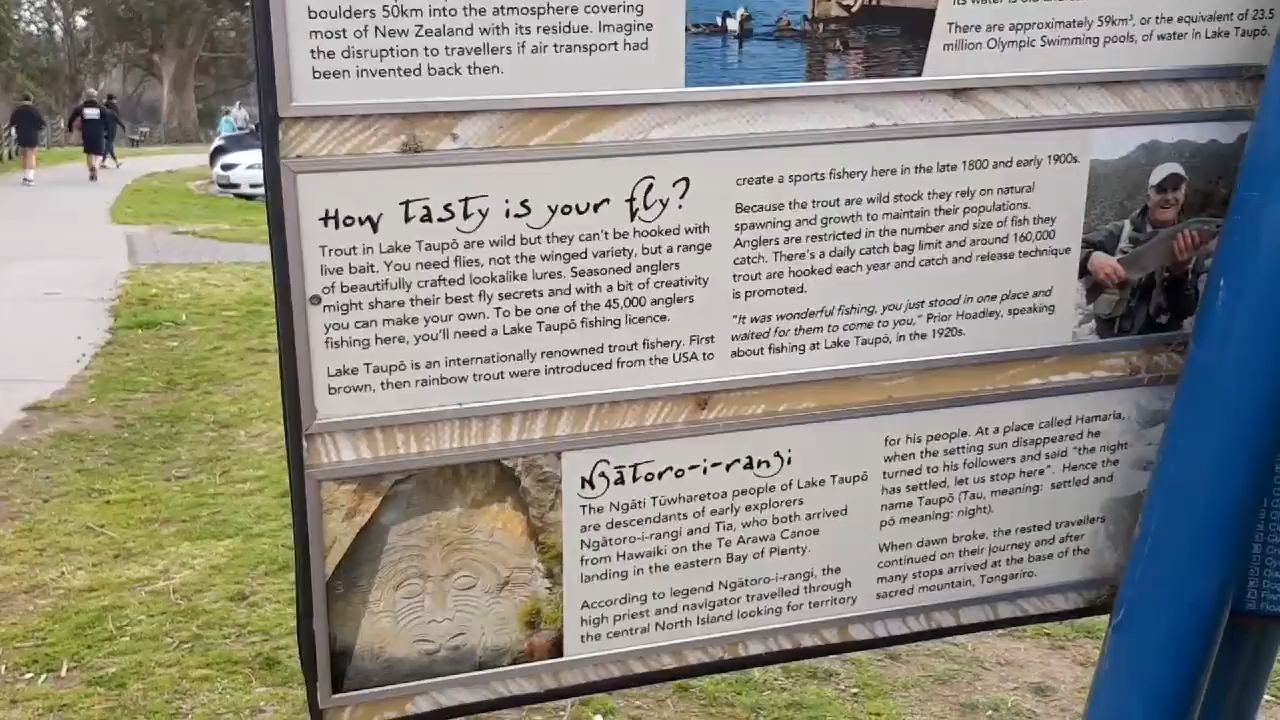 boulders 50km into the atmosphere covering
most of New Zealand with its residue. Imagine
the disruption to travellers if air transport had
been invented back then.
There are approximately 59km³, or the equivalent of 23.5
million Olympic Swimming pools, of water in Lake Taupō.
How Tasty is your fly?
Trout in Lake Taupō are wild but they can't be hooked with
live bait. You need flies, not the winged variety, but a range
of beautifully crafted lookalike lures. Seasoned anglers
might share their best fly secrets and with a bit of creativity
you can make your own. To be one of the 45,000 anglers
fishing here, you'll need a Lake Taupō fishing licence.
Lake Taupō is an internationally renowned trout fishery. First
brown, then rainbow trout were introduced from the USA to
create a sports fishery here in the late 1800 and early 1900s.
Because the trout are wild stock they rely on natural
spawning and growth to maintain their populations.
Anglers are restricted in the number and size of fish they
catch. There's a daily catch bag limit and around 160,000
trout are hooked each year and catch and release technique
is promoted.
"It was wonderful fishing, you just stood in one place and
waited for them to come to you," Prior Hoadley, speaking
about fishing at Lake Taupō, in the 1920s.
Ngātoro-i-rangi
The Ngāti Tūwharetoa people of Lake Taupō
are descendants of early explorers
Ngātoro-i-rangi and Tia, who both arrived
from Hawaiki on the Te Arawa Canoe
landing in the eastern Bay of Plenty.
According to legend Ngātoro-i-rangi, the
high priest and navigator travelled through
the central North Island looking for territory
for his people. At a place called Hamaria,
when the setting sun disappeared he
turned to his followers and said "the night
has settled, let us stop here". Hence the
name Taupō (Tau, meaning: settled and
pō meaning: night).
When dawn broke, the rested travellers
continued on their journey and after
many stops arrived at the base of the
sacred mountain, Tongariro.